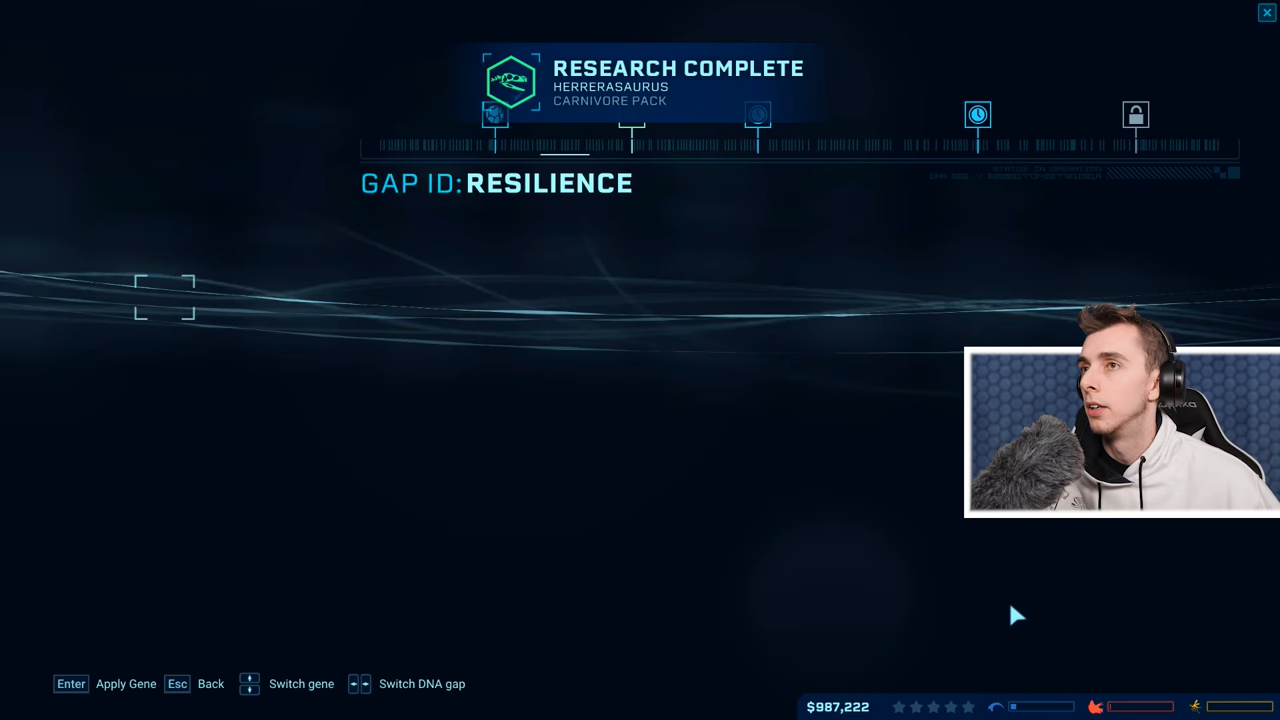 RESEARCH COMPLETE
HERRERASAURUS
CARNIVORE PACK
GAP ID: RESILIENCE
Enter Apply Gene Esc Back Switch gene Switch DNA gap
$987,222